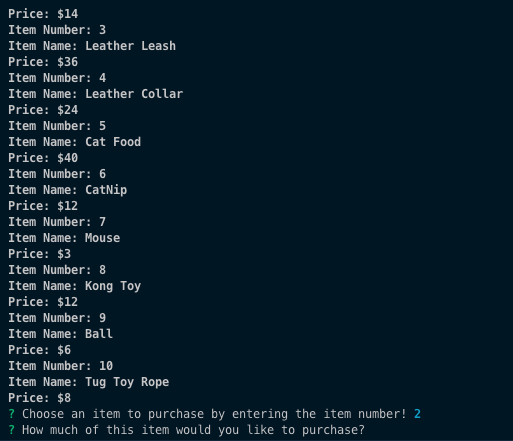 Price: $14
Item Number: 3
Item Name: Leather Leash
Price: $36
Item Number: 4
Item Name: Leather Collar
Price: $24
Item Number: 5
Item Name: Cat Food
Price: $40
Item Number: 6
Item Name: CatNip
Price: $12
Item Number: 7
Item Name: Mouse
Price: $3
Item Number: 8
Item Name: Kong Toy
Price: $12
Item Number: 9
Item Name: Ball
Price: $6
Item Number: 10
Item Name: Tug Toy Rope
Price: $8
? Choose an item to purchase by entering the item number! 2
? How much of this item would you like to purchase?